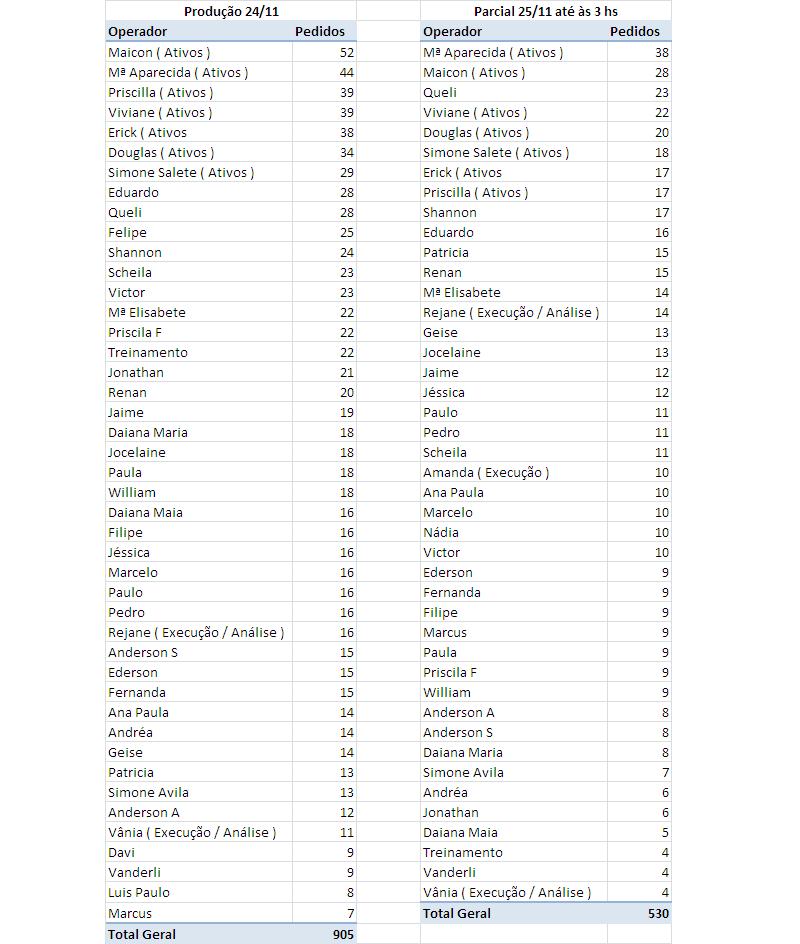 Produção 24/11 Parcial 25/11 até às 3 hs
Operador Pedidos Operador Pedidos
Maicon ( Ativos ) 52 Mª Aparecida ( Ativos ) 38
Mª Aparecida ( Ativos ) 44 Maicon ( Ativos ) 28
Priscilla ( Ativos ) 39 Queli 23
Viviane ( Ativos ) 39 Viviane ( Ativos ) 22
Erick ( Ativos 38 Douglas ( Ativos ) 20
Douglas ( Ativos ) 34 Simone Salete ( Ativos ) 18
Simone Salete ( Ativos ) 29 Erick ( Ativos 17
Eduardo 28 Priscilla ( Ativos ) 17
Queli 28 Shannon 17
Felipe 25 Eduardo 16
Shannon 24 Patricia 15
Scheila 23 Renan 15
Victor 23 Mª Elisabete 14
Mª Elisabete 22 Rejane ( Execução / Análise ) 14
Priscila F 22 Geise 13
Treinamento 22 Jocelaine 13
Jonathan 21 Jaime 12
Renan 20 Jéssica 12
Jaime 19 Paulo 11
Daiana Maria 18 Pedro 11
Jocelaine 18 Scheila 11
Paula 18 Amanda ( Execução ) 10
William 18 Ana Paula 10
Daiana Maia 16 Marcelo 10
Filipe 16 Nádia 10
Jéssica 16 Victor 10
Marcelo 16 Ederson 9
Paulo 16 Fernanda 9
Pedro 16 Filipe 9
Rejane ( Execução / Análise ) 16 Marcus 9
Anderson S 15 Paula 9
Ederson 15 Priscila F 9
Fernanda 15 William 9
Ana Paula 14 Anderson A 8
Andréa 14 Anderson S 8
Geise 14 Daiana Maria 8
Patricia 13 Simone Avila 7
Simone Avila 13 Andréa 6
Anderson A 12 Jonathan 6
Vânia ( Execução / Análise ) 11 Daiana Maia 5
Davi 9 Treinamento 4
Vanderli 9 Vanderli 4
Luis Paulo 8 Vânia ( Execução / Análise ) 4
Marcus 7 Total Geral 530
Total Geral 905